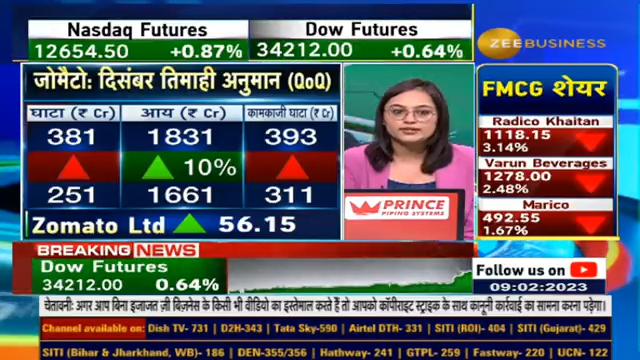 Nasdaq Futures
12654.50 +0.87%
Dow Futures
34212.00 +0.64%
ZEE BUSINESS
जोमैटो: दिसंबर तिमाही अनुमान (QoQ)
घाटा (₹ Cr) आय (₹ Cr) कामकाजी घाटा (₹ Cr)
381 1831 393
10%
251 1661 311
Zomato Ltd 56.15
PRINCE
PIPING SYSTEMS
FMCG शेयर
Radico Khaitan
1118.15
3.14%
Varun Beverages
1278.00
2.48%
Marico
492.55
1.67%
BREAKING NEWS
Dow Futures
34212.00 0.64%
Follow us on
09:02:2023
चेतावनी: अगर आप बिना इजाजत ज़ी बिज़नेस के किसी भी वीडियो का इस्तेमाल करते हैं तो आपको कॉपीराइट स्ट्राइक के साथ कानूनी कार्रवाई का सामना करना पड़ेगा.
Channel available on: Dish TV- 731 | D2H-343 | Tata Sky-590 | Airtel DTH- 331 | SITI (ROI) - 404 | SITI (Gujarat) - 429
SITI (Bihar & Jharkhand, WB)- 186 | DEN-355/356 | Hathway- 241 | GTPL- 259 | Fastway- 220 | UCN- 122